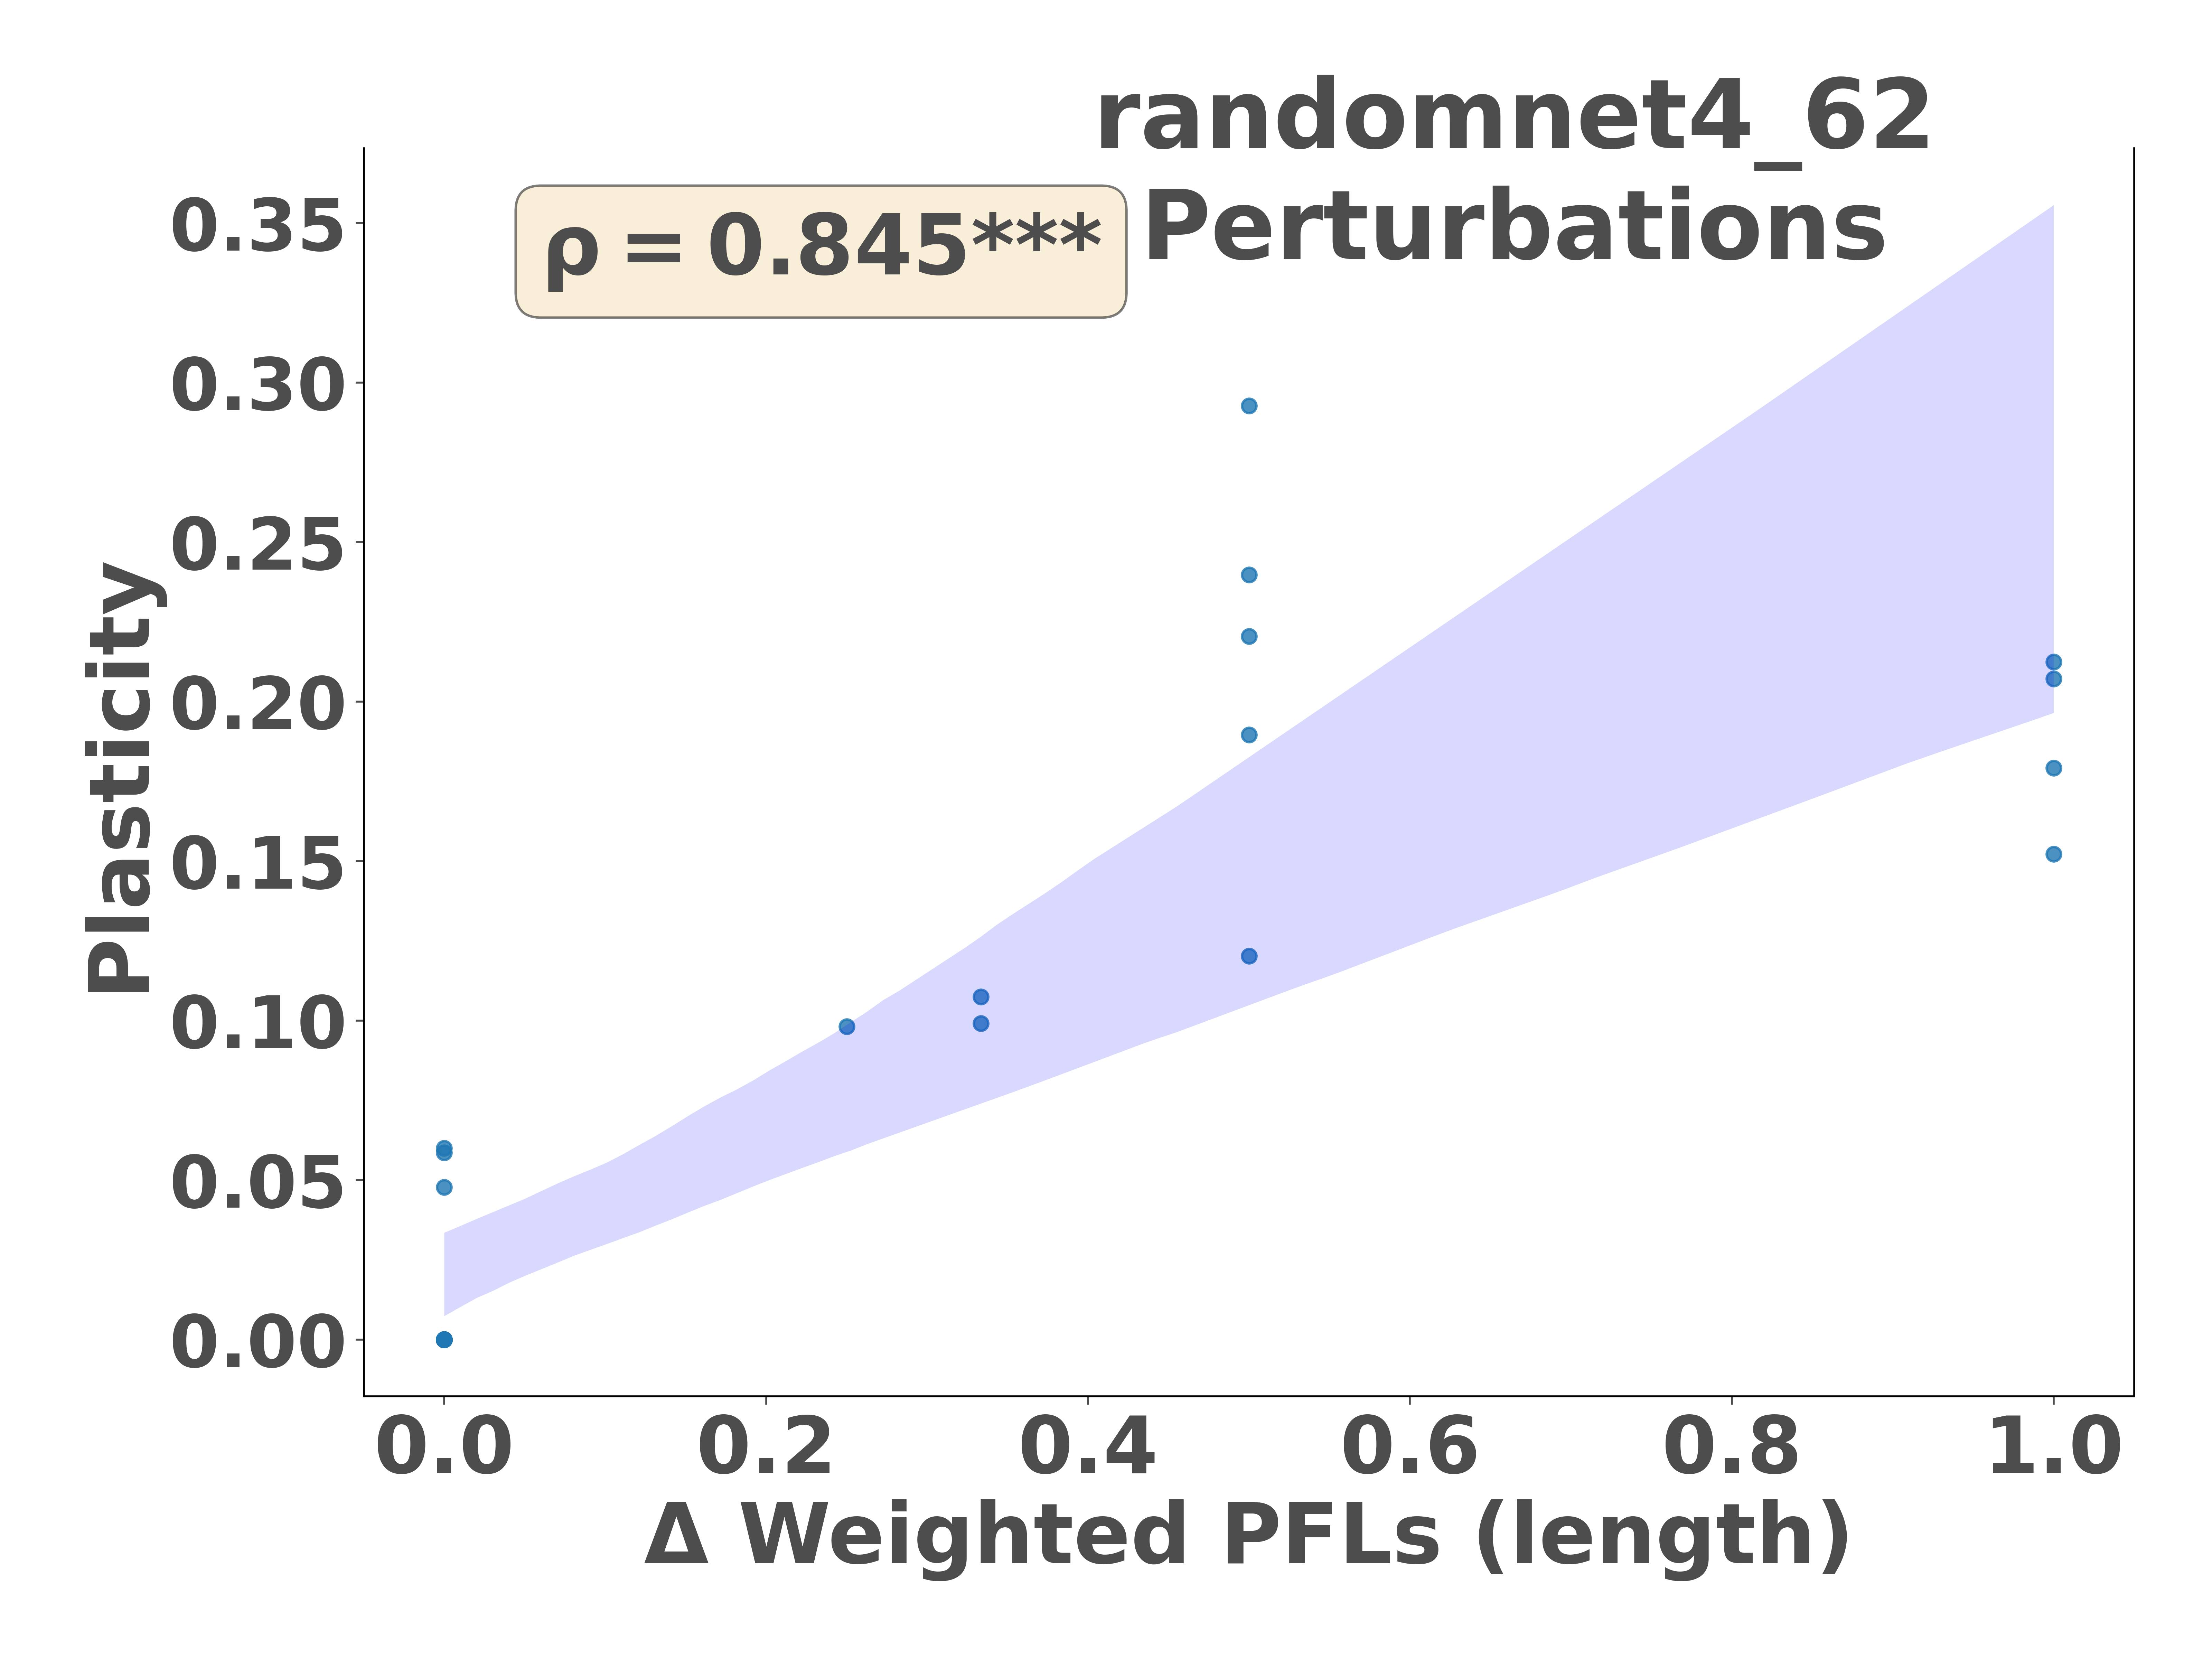 randomnet4_62
Perturbations
ρ = 0.845***
Plasticity
0.35
0.30
0.25
0.20
0.15
0.10
0.05
0.00
0.0 0.2 0.4 0.6 0.8 1.0
Δ Weighted PFLs (length)